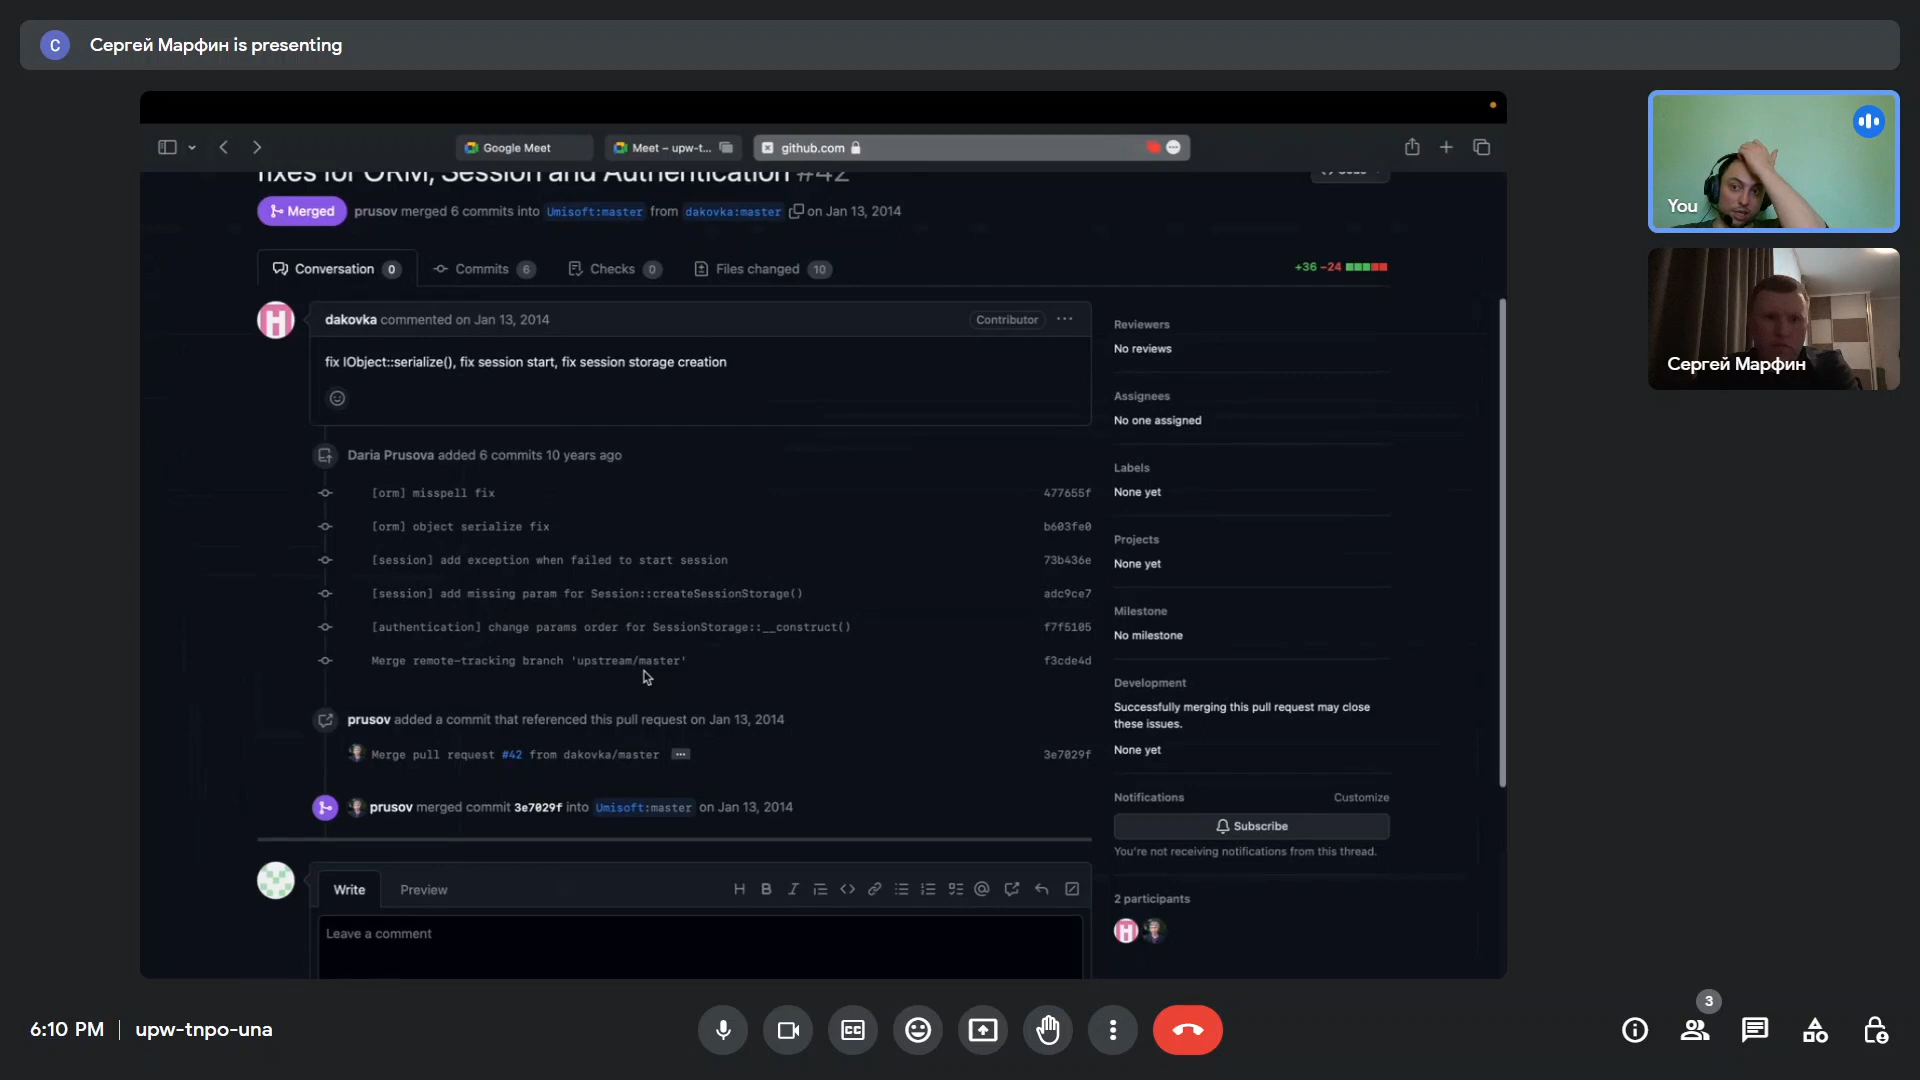 C Сергей Марфин is presenting
Google Meet
Meet – upw-t...
github.com
fixes for ORM, Session and Authentication #42
Merged prusov merged 6 commits into Umisoft:master from dakovka:master on Jan 13, 2014
Conversation 0 Commits 6 Checks 0 Files changed 10
+36 −24
dakovka commented on Jan 13, 2014
Contributor
fix IObject::serialize(), fix session start, fix session storage creation
Daria Prusova added 6 commits 10 years ago
[orm] misspell fix 477655f
[orm] object serialize fix b603fe0
[session] add exception when failed to start session 73b436e
[session] add missing param for Session::createSessionStorage() adc9ce7
[authentication] change params order for SessionStorage::__construct() f7f5105
Merge remote-tracking branch 'upstream/master' f3cde4d
prusov added a commit that referenced this pull request on Jan 13, 2014
Merge pull request #42 from dakovka/master 3e7029f
prusov merged commit 3e7029f into Umisoft:master on Jan 13, 2014
Write Preview
Leave a comment
Reviewers
No reviews
Assignees
No one assigned
Labels
None yet
Projects
None yet
Milestone
No milestone
Development
Successfully merging this pull request may close
these issues.
None yet
Notifications Customize
Subscribe
You're not receiving notifications from this thread.
2 participants
You
Сергей Марфин
6:10 PM | upw-tnpo-una
3